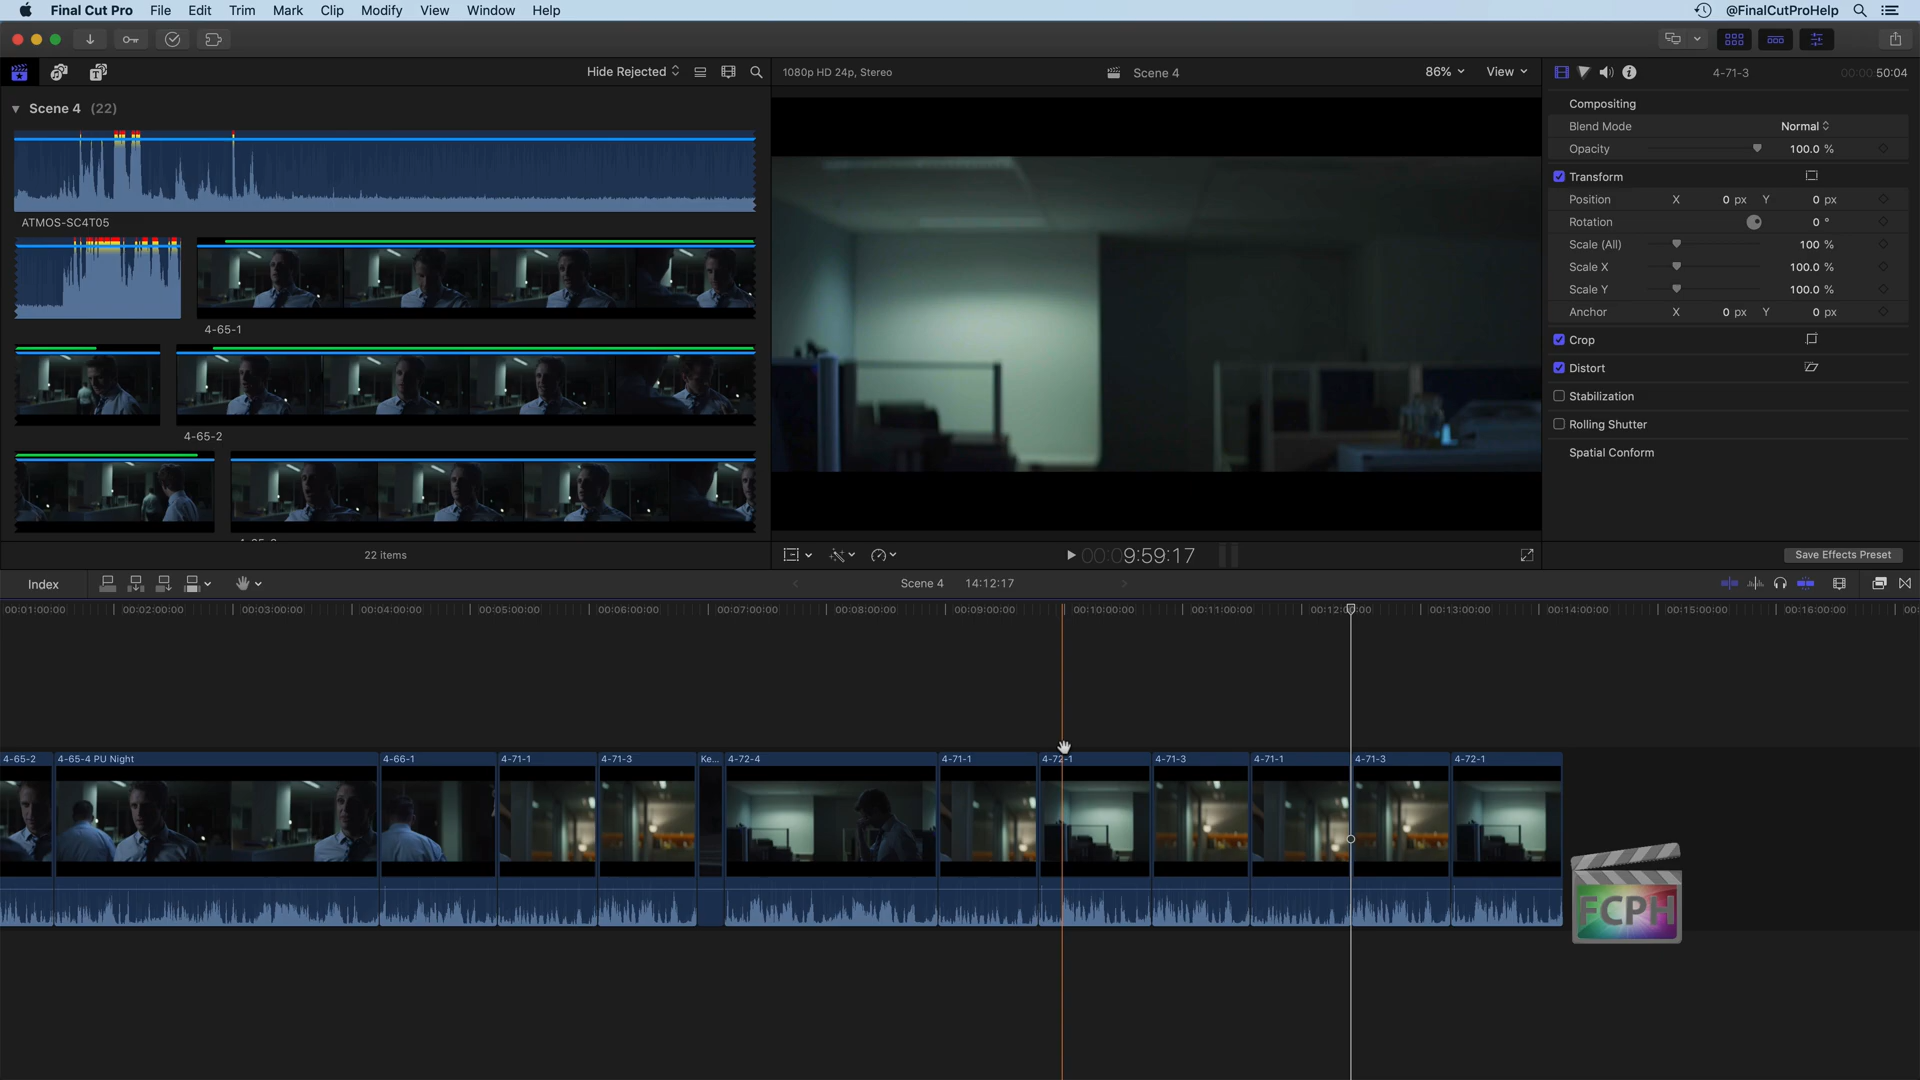 Final Cut Pro File Edit Trim Mark Clip Modify View Window Help @FinalCutProHelp
Hide Rejected 1080p HD 24p, Stereo Scene 4 86% View 4-71-3 00:00:50:04
Scene 4 (22)
ATMOS-SC4T05
4-65-1
4-65-2
22 items
00:09:59:17
Compositing
Blend Mode Normal
Opacity 100.0 %
Transform
Position X 0 px Y 0 px
Rotation 0 °
Scale (All) 100 %
Scale X 100.0 %
Scale Y 100.0 %
Anchor X 0 px Y 0 px
Crop
Distort
Stabilization
Rolling Shutter
Spatial Conform
Save Effects Preset
Index Scene 4 14:12:17
00:01:00:00 00:02:00:00 00:03:00:00 00:04:00:00 00:05:00:00 00:06:00:00 00:07:00:00 00:08:00:00 00:09:00:00 00:10:00:00 00:11:00:00 00:13:00:00 00:14:00:00 00:15:00:00 00:16:00:00
4-65-2 4-65-4 PU Night 4-66-1 4-71-1 4-71-3 Ke... 4-72-4 4-71-1 4-72-1 4-71-3 4-71-1 4-71-3 4-72-1
FCPH